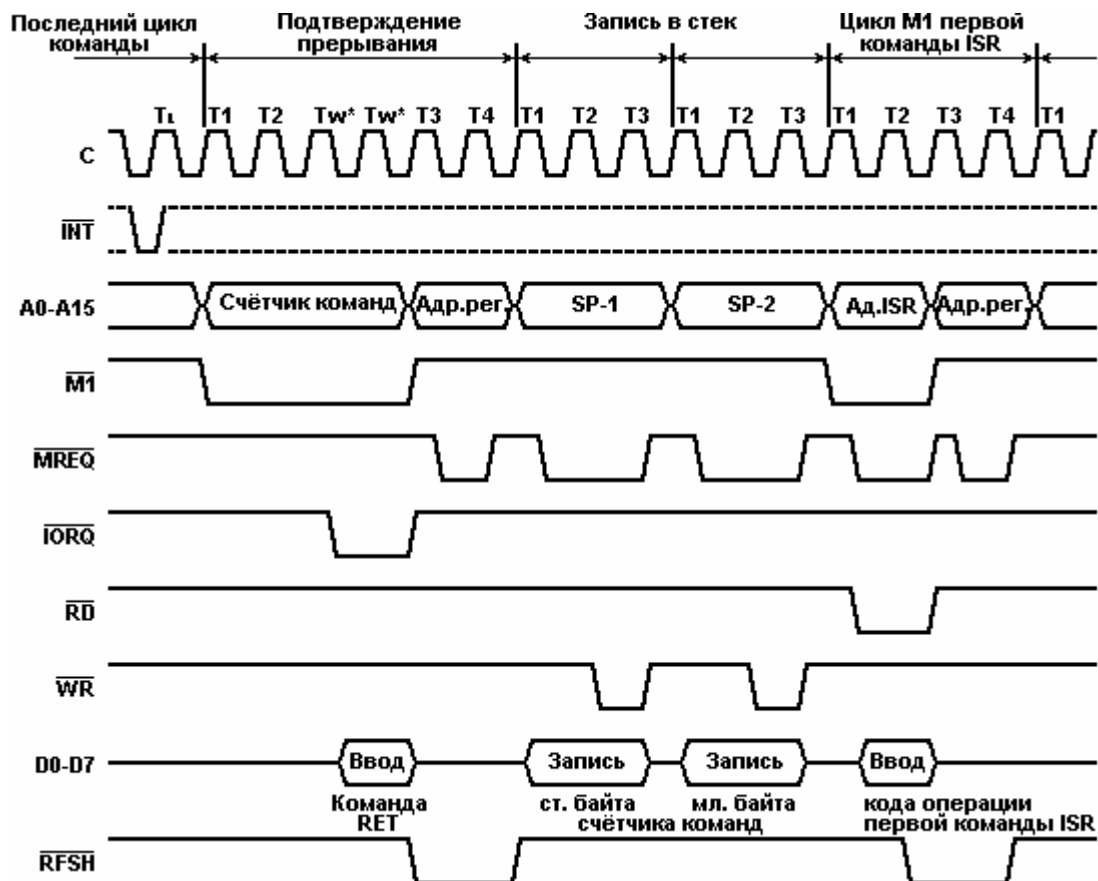 Последний цикл команды
Подтверждение прерывания
Запись в стек
Цикл М1 первой команды ISR
TL T1 T2 Tw* Tw* T3 T4 T1 T2 T3 T1 T2 T3 T1 T2 T3 T4 T1
C
INT
A0-A15 Счётчик команд Адр.рег SP-1 SP-2 Ад.ISR Адр.рег
M1
MREQ
IORQ
RD
WR
D0-D7 Ввод Запись Запись Ввод
Команда RET
ст. байта мл. байта
счётчика команд
кода операции
первой команды ISR
RFSH